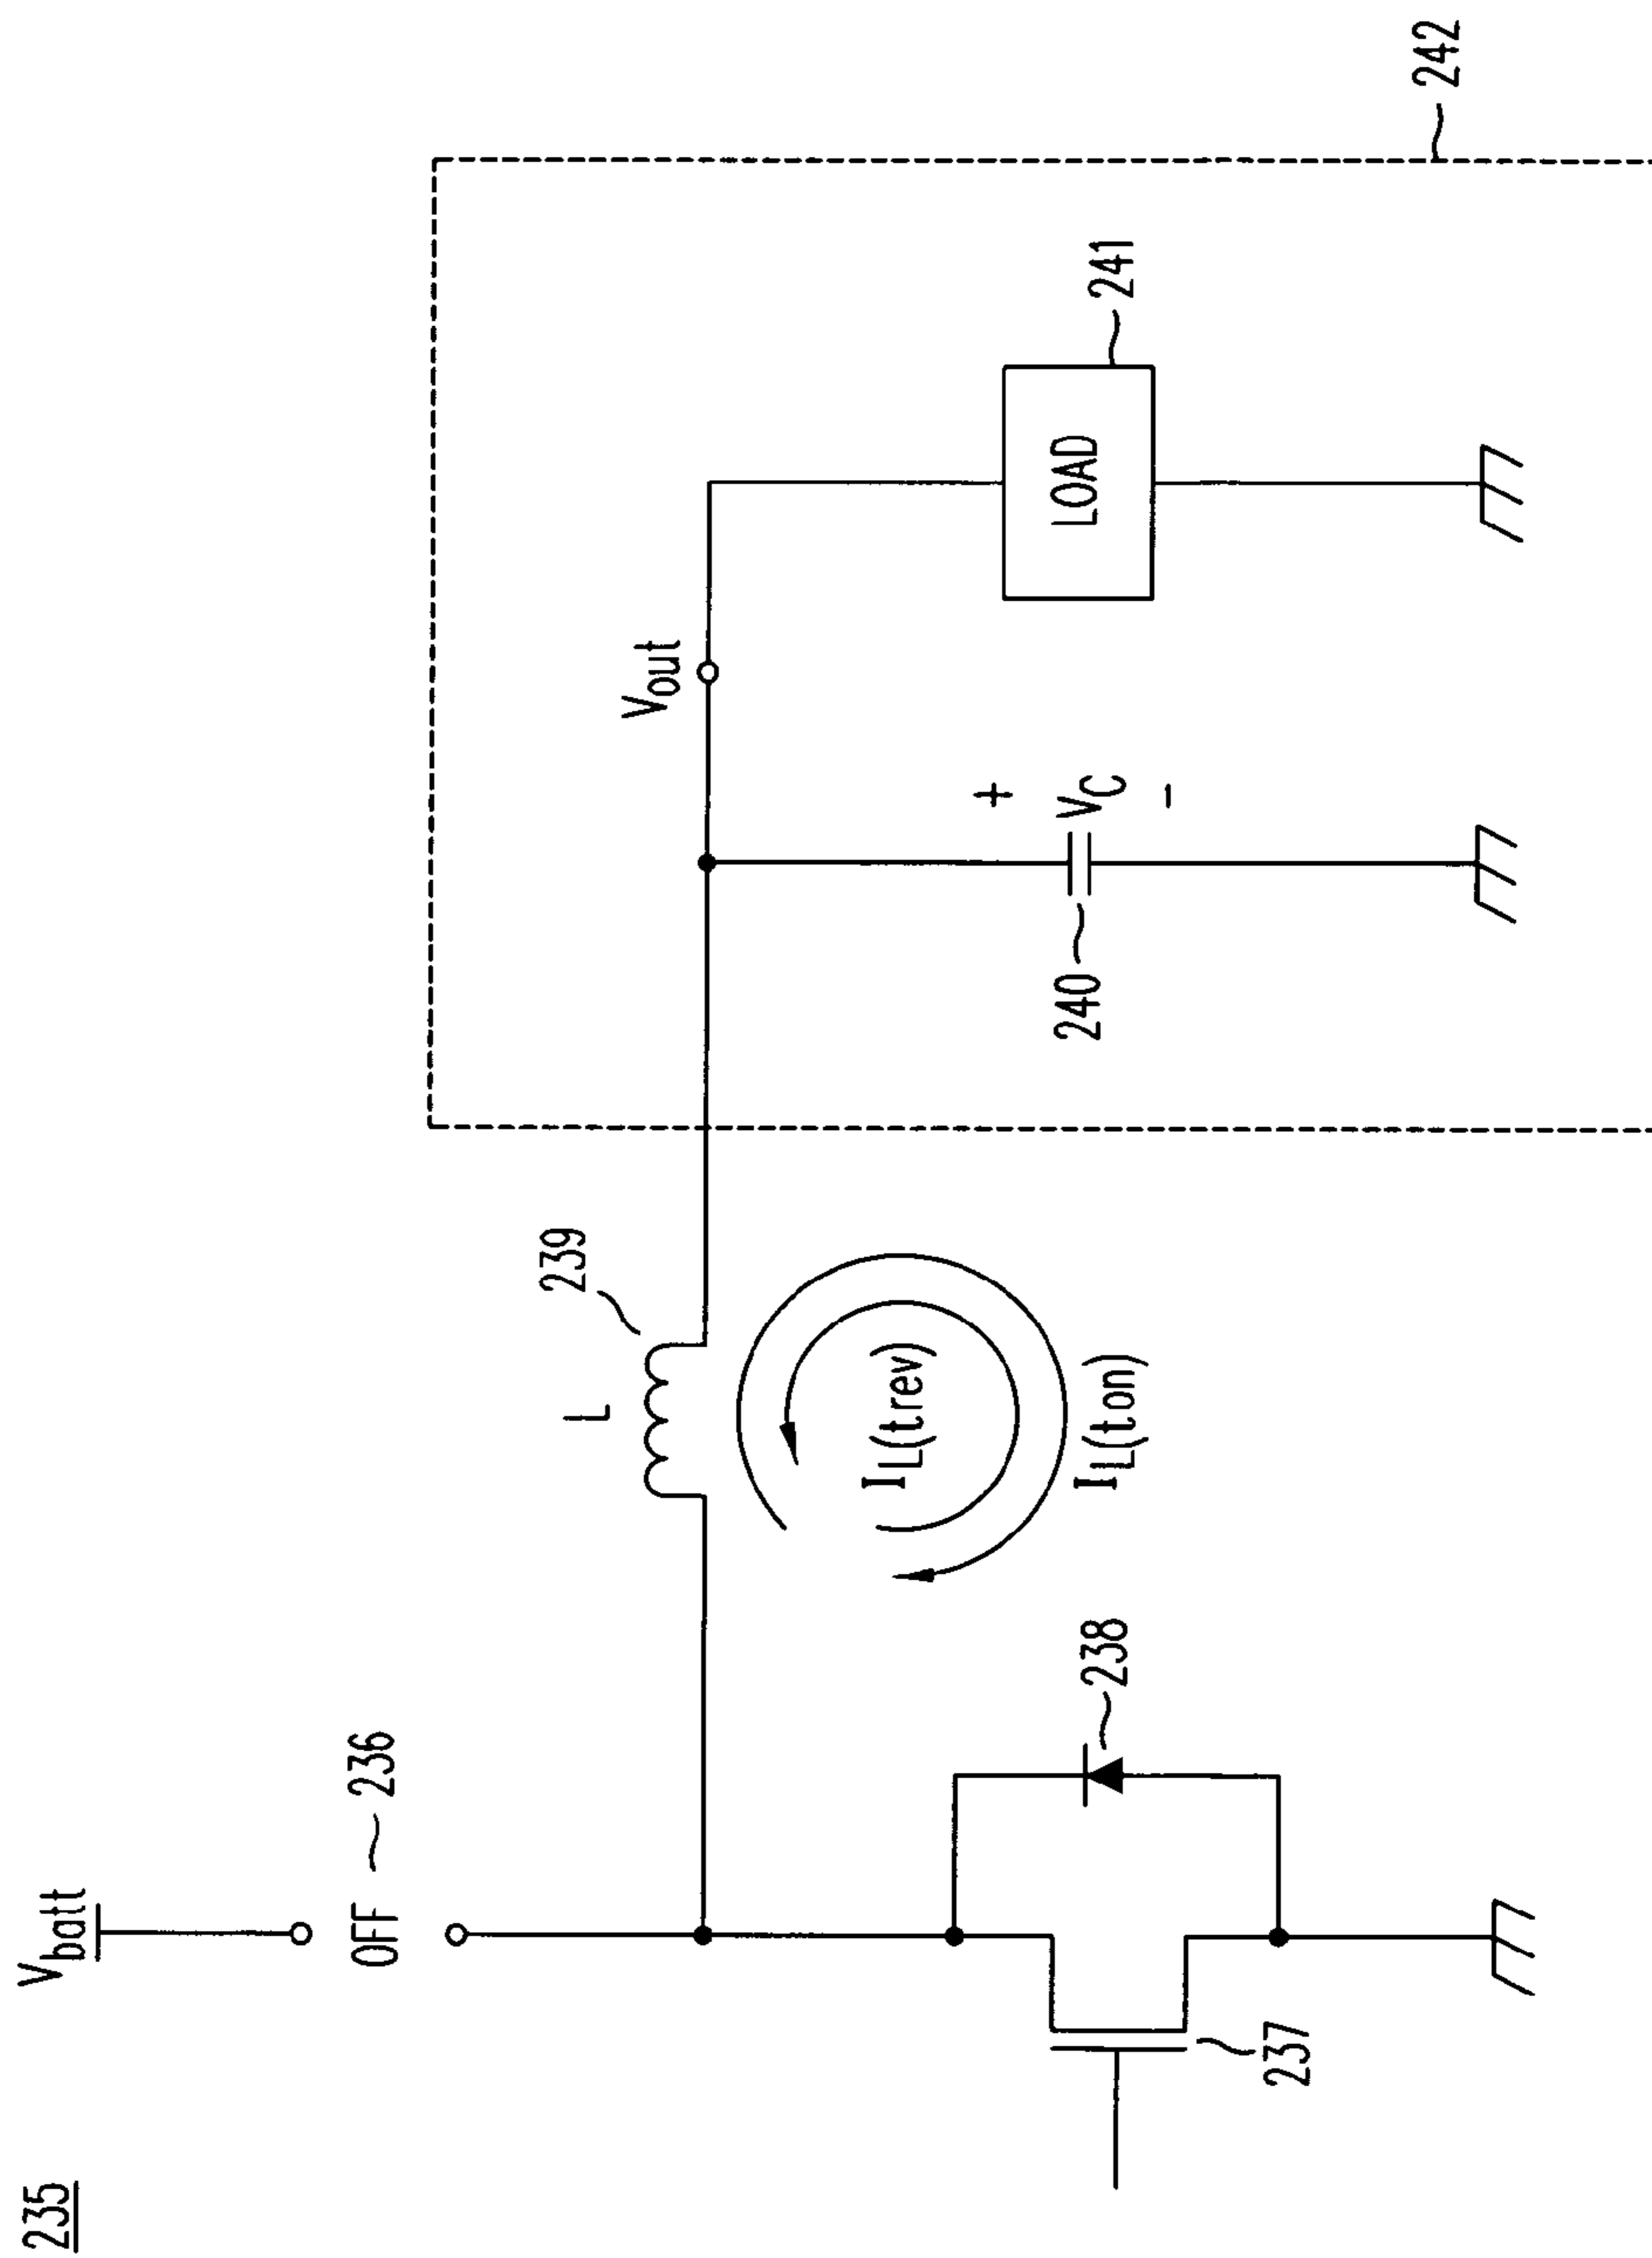 235
V_batt
OFF
236
L
239
V_out
242
I_L(trev)
I_L(ton)
240
+
V_C
-
LOAD
241
238
237